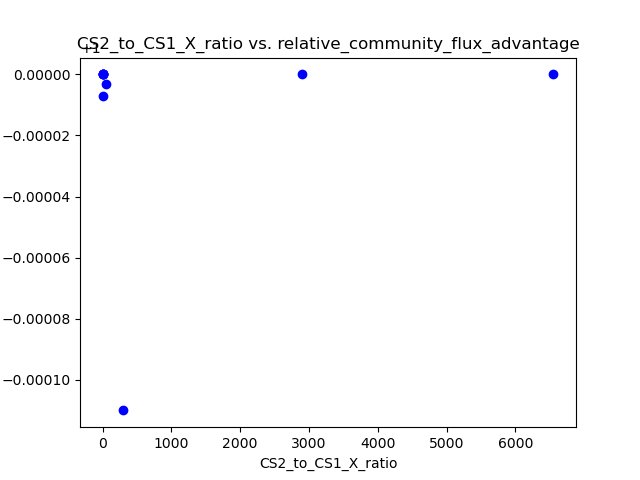 CS2_to_CS1_X_ratio vs. relative_community_flux_advantage
+1
0.00000
−0.00002
−0.00004
−0.00006
−0.00008
−0.00010
0 1000 2000 3000 4000 5000 6000
CS2_to_CS1_X_ratio